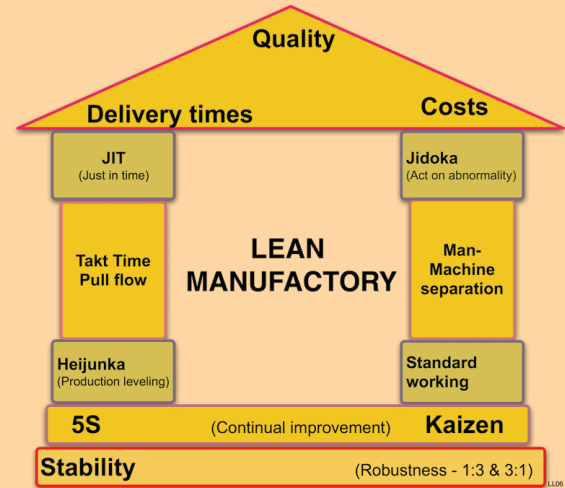 Quality
Delivery times
Costs
JIT
(Just in time)
Jidoka
(Act on abnormality)
Takt Time
Pull flow
LEAN
MANUFACTORY
Man-
Machine
separation
Heijunka
(Production leveling)
Standard
working
5S (Continual improvement) Kaizen
Stability (Robustness - 1:3 & 3:1)
LL06